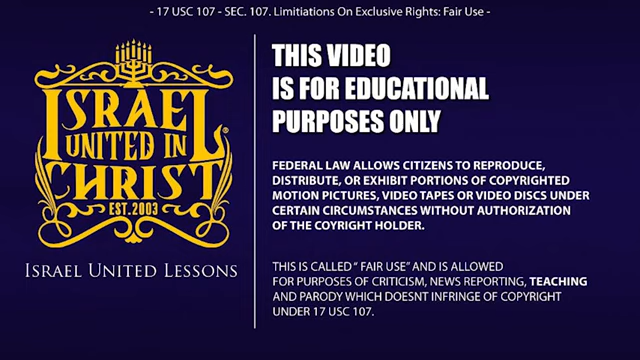 - 17 USC 107 - SEC. 107. Limitiations On Exclusive Rights: Fair Use -
ISRAEL
UNITED IN
CHRIST
EST. 2003
®
ISRAEL UNITED LESSONS
THIS VIDEO
IS FOR EDUCATIONAL
PURPOSES ONLY
FEDERAL LAW ALLOWS CITIZENS TO REPRODUCE,
DISTRIBUTE, OR EXHIBIT PORTIONS OF COPYRIGHTED
MOTION PICTURES, VIDEO TAPES OR VIDEO DISCS UNDER
CERTAIN CIRCUMSTANCES WITHOUT AUTHORIZATION
OF THE COYRIGHT HOLDER.
THIS IS CALLED “ FAIR USE” AND IS ALLOWED
FOR PURPOSES OF CRITICISM, NEWS REPORTING, TEACHING
AND PARODY WHICH DOESNT INFRINGE OF COPYRIGHT
UNDER 17 USC 107.